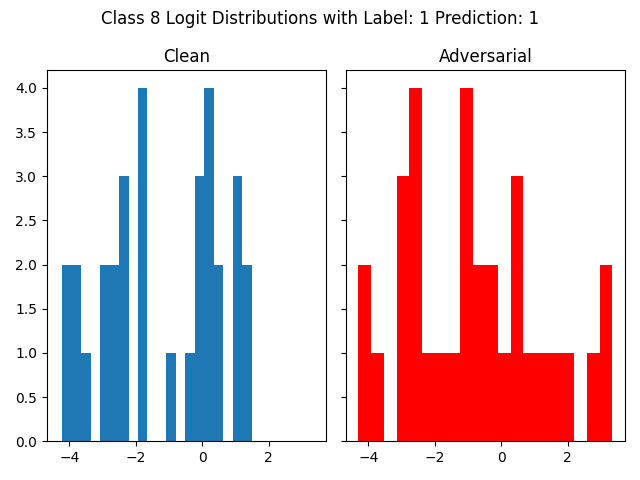 Class 8 Logit Distributions with Label: 1 Prediction: 1
Clean
Adversarial
4.0
3.5
3.0
2.5
2.0
1.5
1.0
0.5
0.0
−4 −2 0 2
−4 −2 0 2